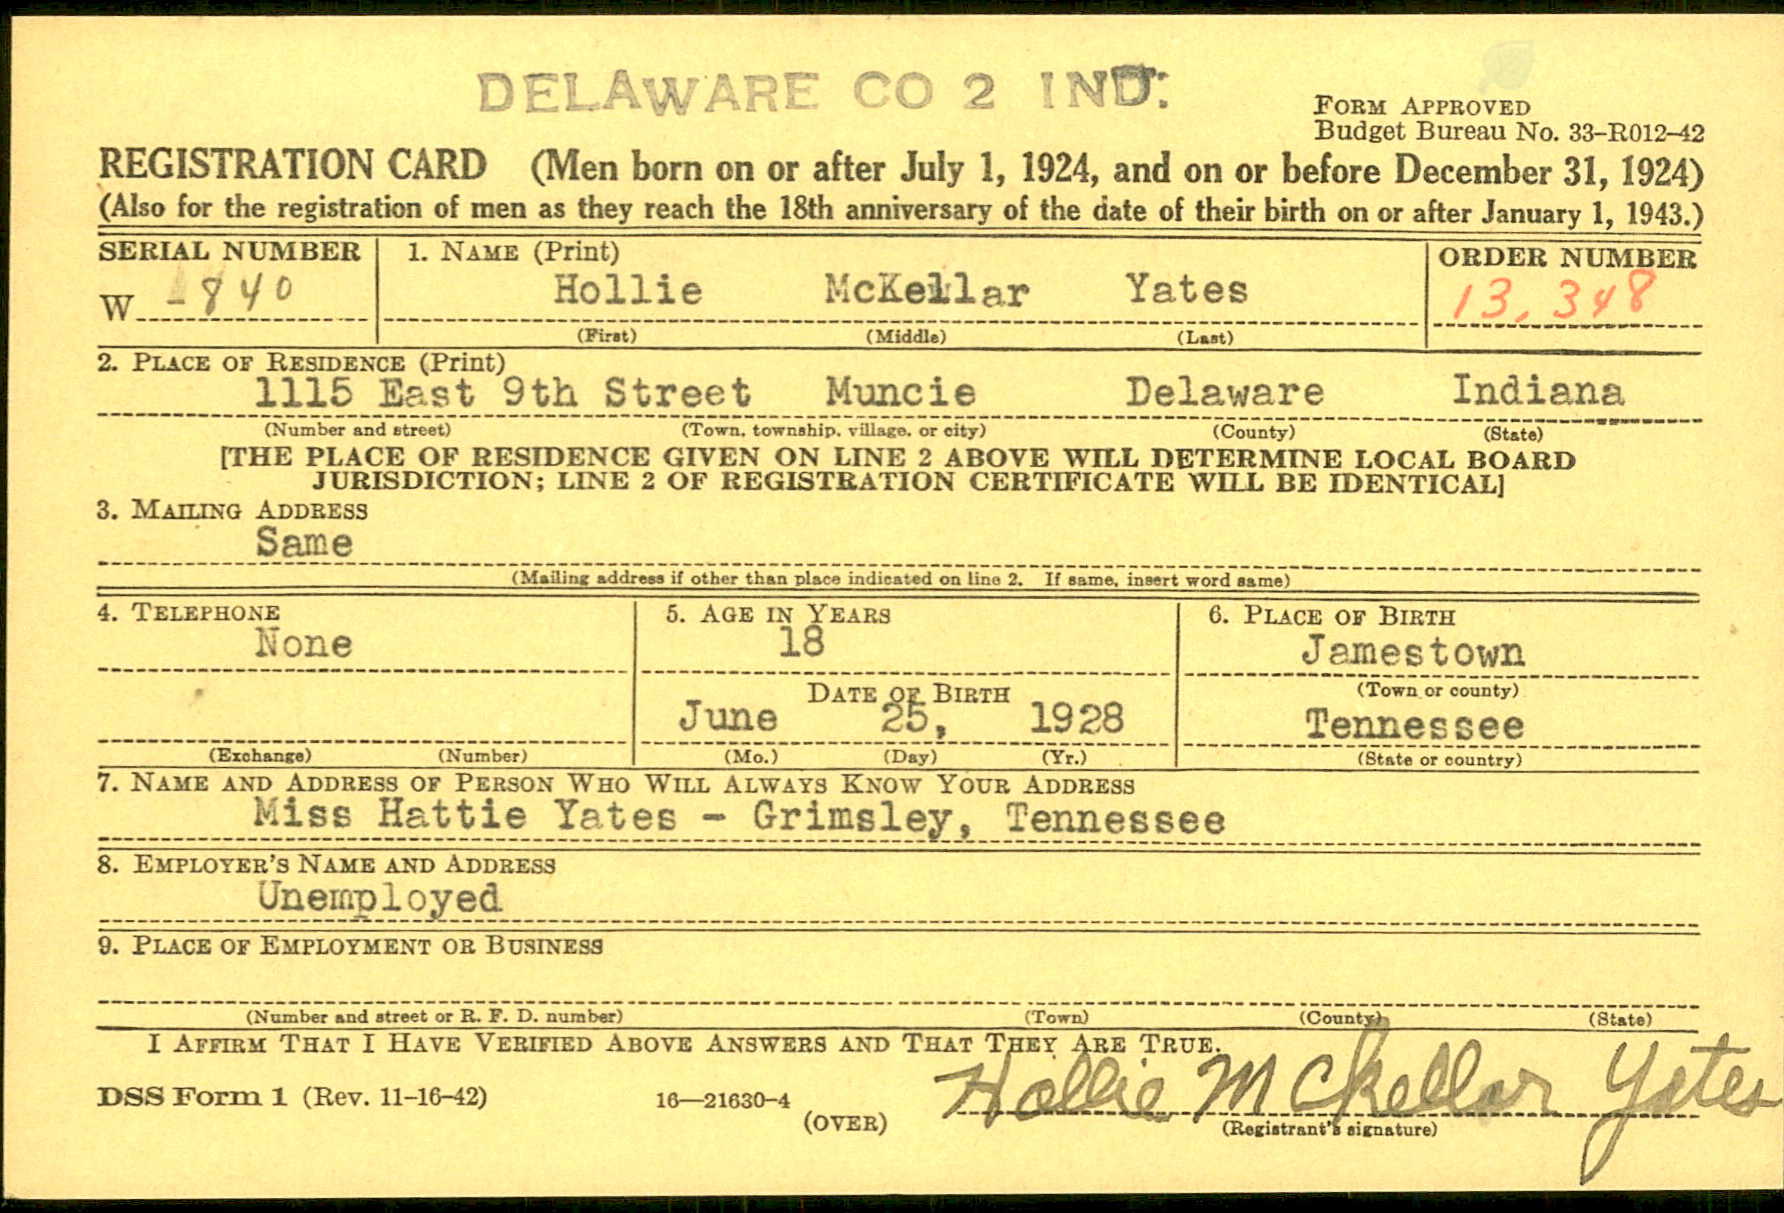 DELAWARE CO 2 IND.
FORM APPROVED
Budget Bureau No. 33–R012–42
REGISTRATION CARD (Men born on or after July 1, 1924, and on or before December 31, 1924)
(Also for the registration of men as they reach the 18th anniversary of the date of their birth on or after January 1, 1943.)
SERIAL NUMBER 1. NAME (Print) ORDER NUMBER
W - 840 Hollie McKellar Yates 13,348
(First) (Middle) (Last)
2. PLACE OF RESIDENCE (Print)
1115 East 9th Street Muncie Delaware Indiana
(Number and street) (Town, township, village, or city) (County) (State)
[THE PLACE OF RESIDENCE GIVEN ON LINE 2 ABOVE WILL DETERMINE LOCAL BOARD
JURISDICTION; LINE 2 OF REGISTRATION CERTIFICATE WILL BE IDENTICAL]
3. MAILING ADDRESS
Same
(Mailing address if other than place indicated on line 2. If same, insert word same)
4. TELEPHONE 5. AGE IN YEARS 6. PLACE OF BIRTH
None 18 Jamestown
DATE OF BIRTH (Town or county)
June 25, 1928 Tennessee
(Exchange) (Number) (Mo.) (Day) (Yr.) (State or country)
7. NAME AND ADDRESS OF PERSON WHO WILL ALWAYS KNOW YOUR ADDRESS
Miss Hattie Yates - Grimsley, Tennessee
8. EMPLOYER'S NAME AND ADDRESS
Unemployed
9. PLACE OF EMPLOYMENT OR BUSINESS
(Number and street or R. F. D. number) (Town) (County) (State)
I AFFIRM THAT I HAVE VERIFIED ABOVE ANSWERS AND THAT THEY ARE TRUE.
DSS Form 1 (Rev. 11–16–42) 16—21630–4 Hollie McKellar Yates
(OVER) (Registrant's signature)